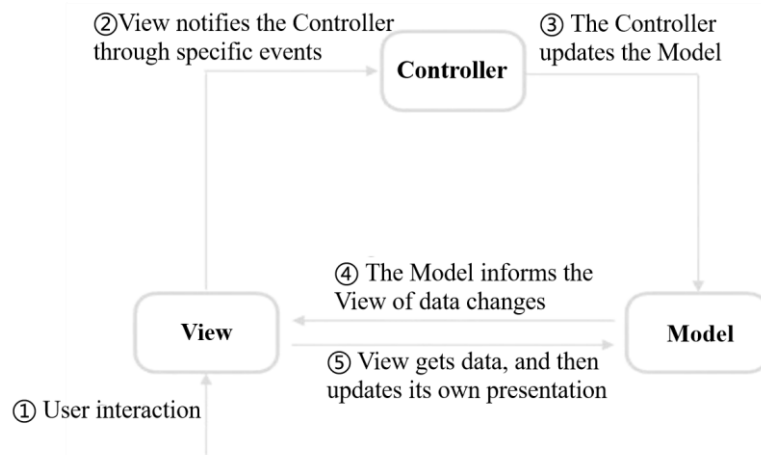 ②View notifies the Controller
through specific events
Controller
③ The Controller
updates the Model
④ The Model informs the
View of data changes
View
Model
⑤ View gets data, and then
updates its own presentation
① User interaction